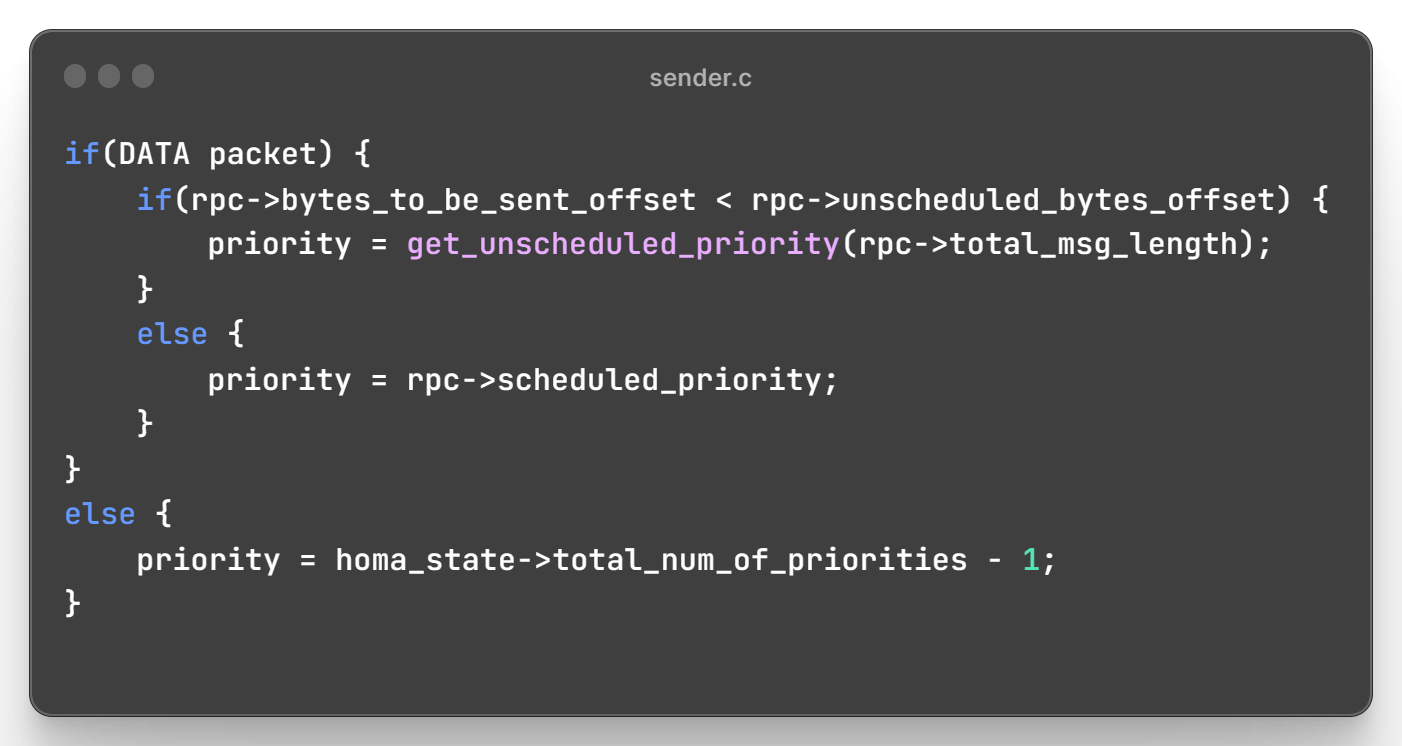 sender.c
if(DATA packet) {
    if(rpc->bytes_to_be_sent_offset < rpc->unscheduled_bytes_offset) {
        priority = get_unscheduled_priority(rpc->total_msg_length);
    }
    else {
        priority = rpc->scheduled_priority;
    }
}
else {
    priority = homa_state->total_num_of_priorities - 1;
}